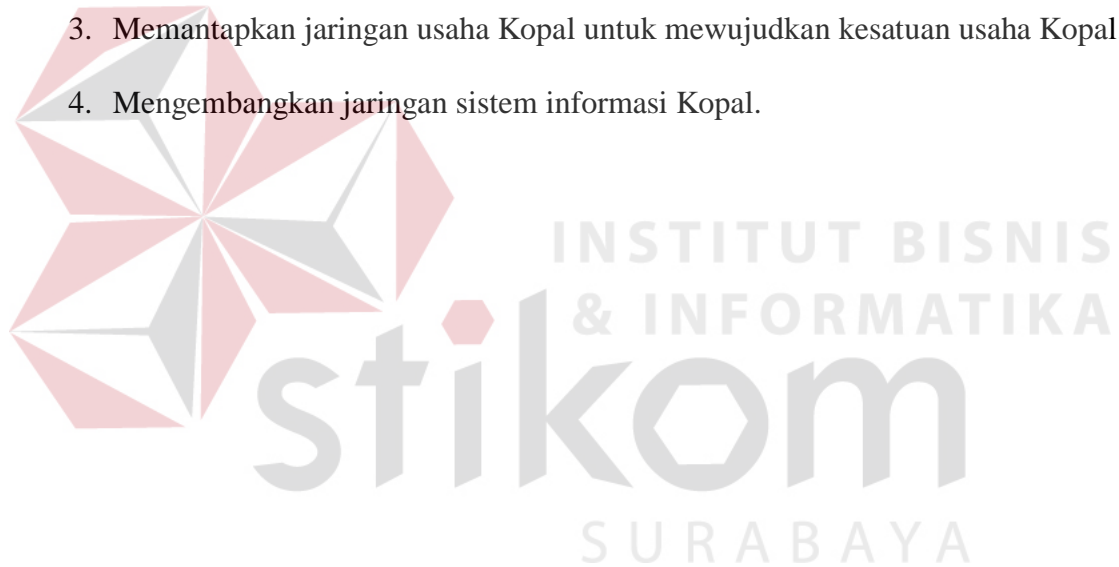 3. Memantapkan jaringan usaha Kopal untuk mewujudkan kesatuan usaha Kopal
4. Mengembangkan jaringan sistem informasi Kopal.
INSTITUT BISNIS
& INFORMATIKA
stikom
SURABAYA